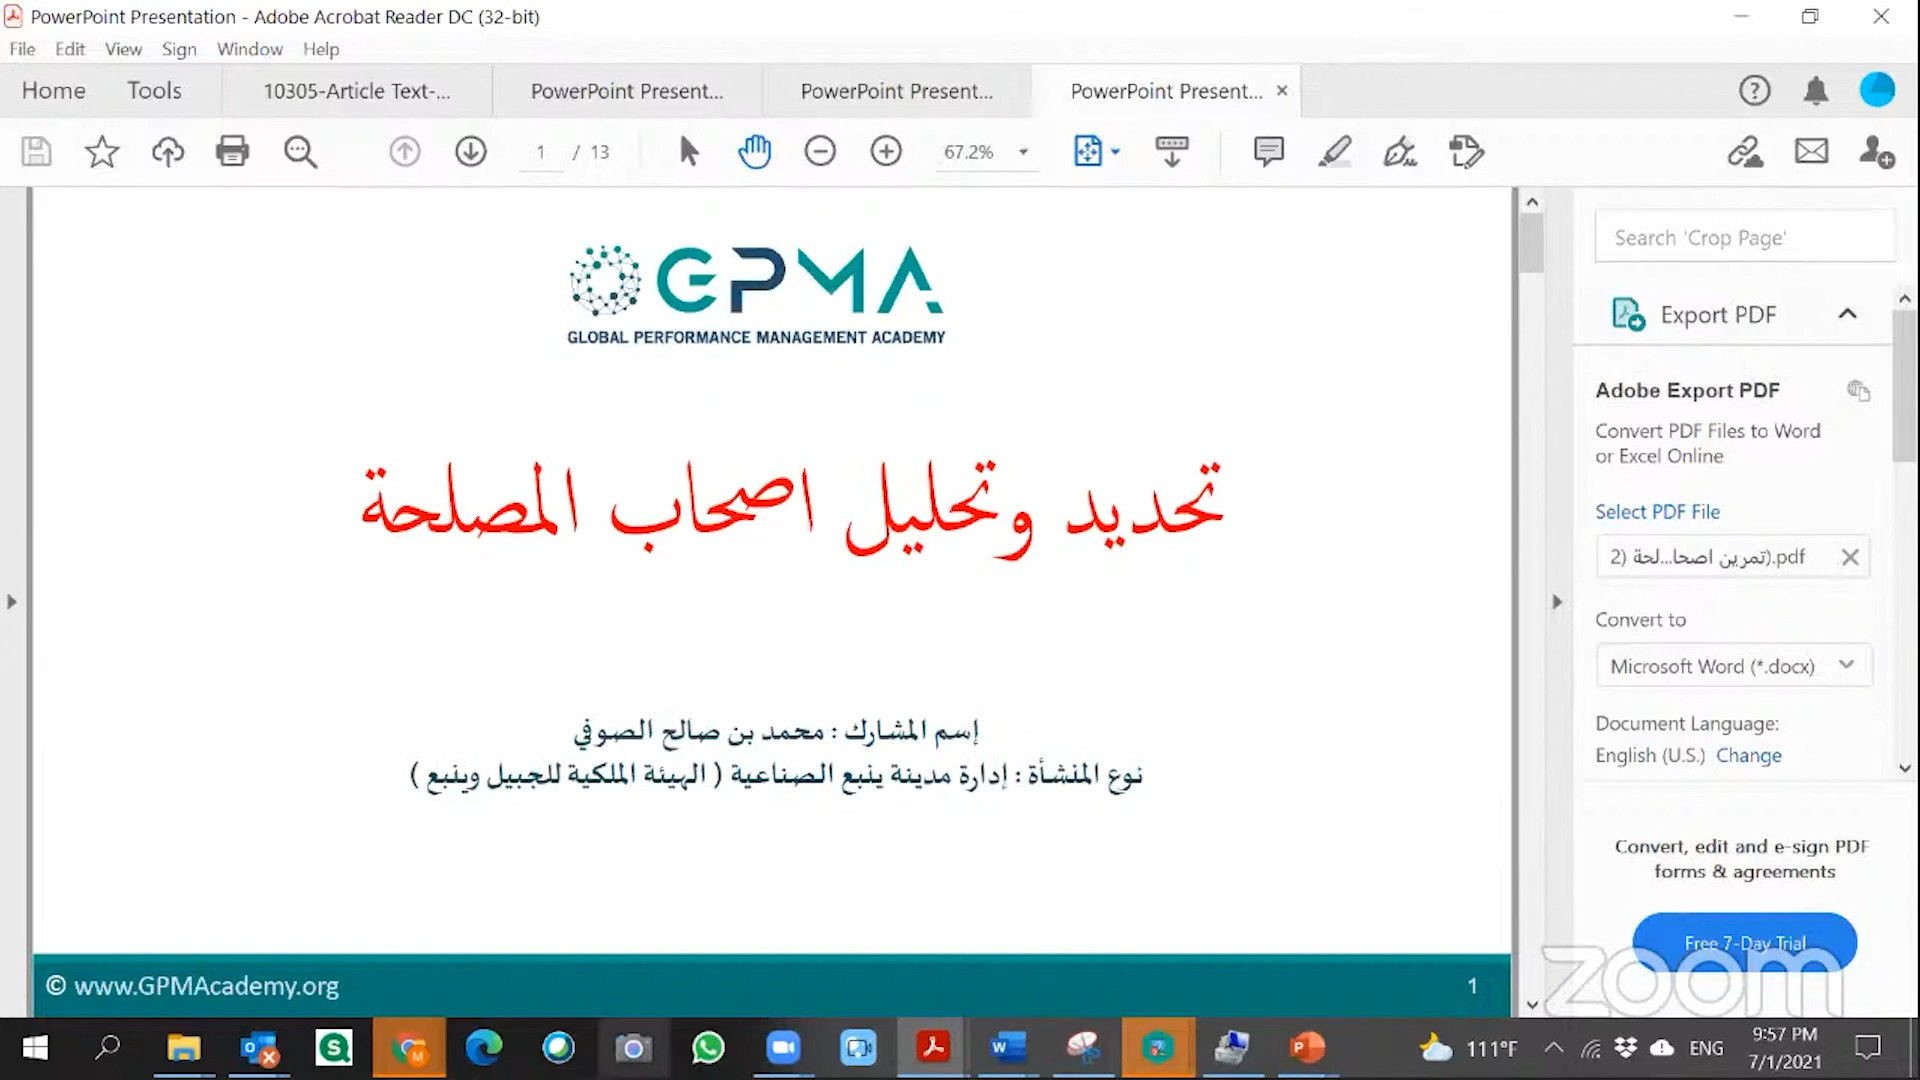 PowerPoint Presentation - Adobe Acrobat Reader DC (32-bit)
File Edit View Sign Window Help
Home Tools 10305-Article Text-... PowerPoint Present... PowerPoint Present... PowerPoint Present...
1 / 13 67.2%
GPMA
GLOBAL PERFORMANCE MANAGEMENT ACADEMY
تحديد وتحليل اصحاب المصلحة
إسم المشارك : محمد بن صالح الصوفي
نوع المنشأة : إدارة مدينة ينبع الصناعية ( الهيئة الملكية للجبيل وينبع )
© www.GPMAcademy.org
1
Search 'Crop Page'
Export PDF
Adobe Export PDF
Convert PDF Files to Word
or Excel Online
Select PDF File
تمرين اصحا...لحة (2).pdf
Convert to
Microsoft Word (*.docx)
Document Language:
English (U.S.) Change
Convert, edit and e-sign PDF
forms & agreements
Free 7-Day Trial
zoom
111°F ENG
9:57 PM
7/1/2021